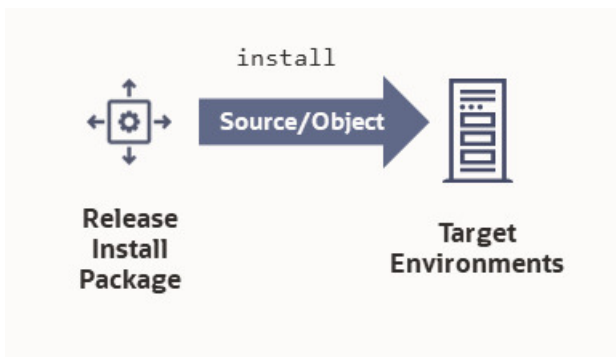 install
Source/Object
Release
Install
Package
Target
Environments